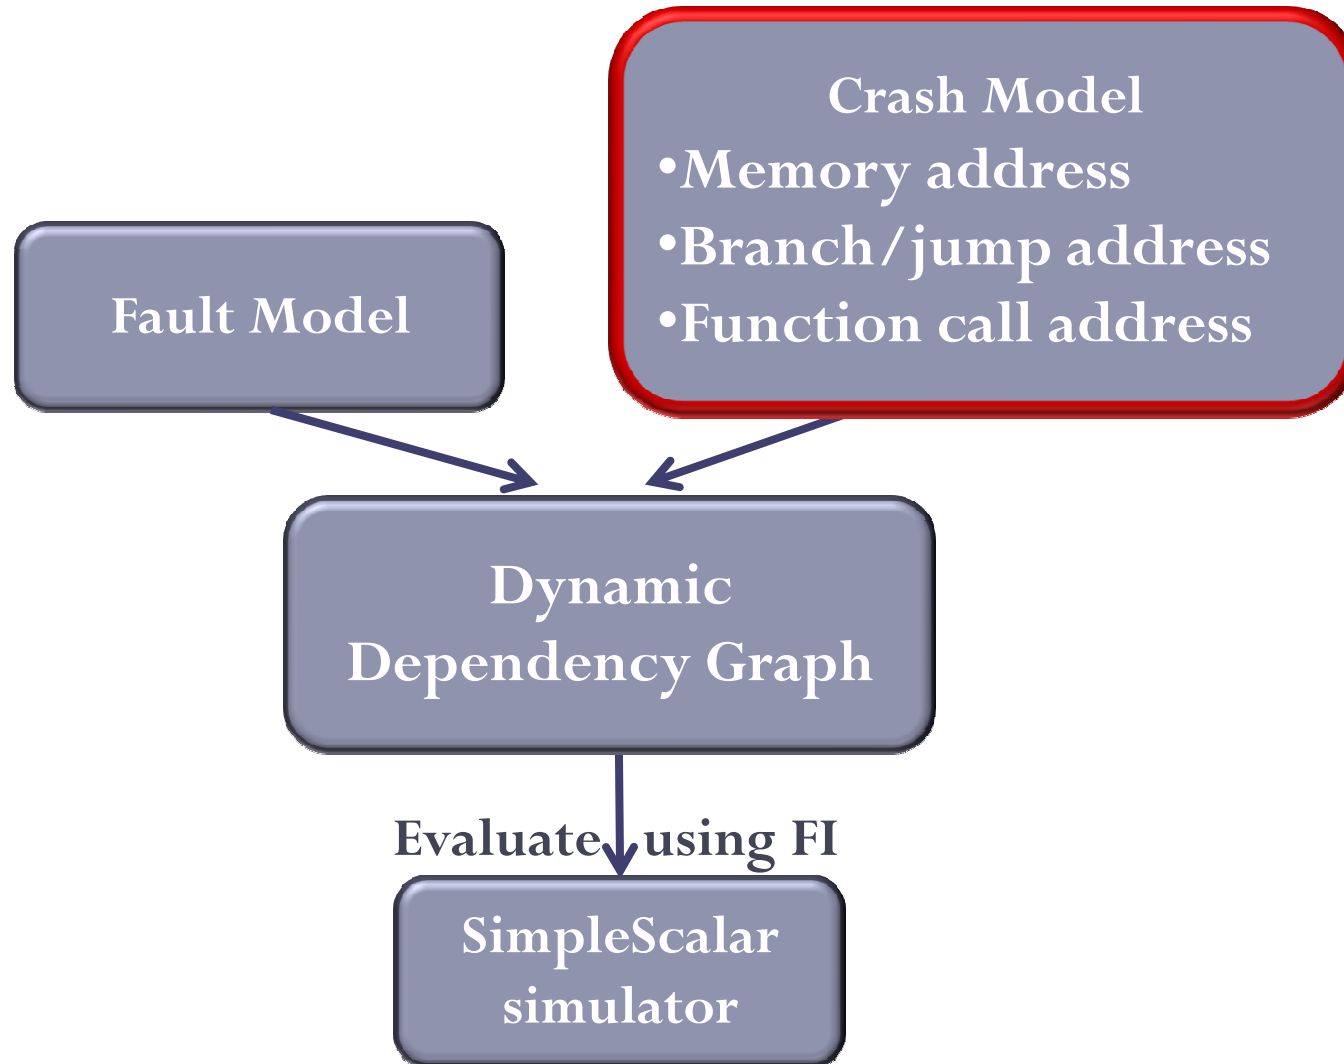 Crash Model
•Memory address
•Branch/jump address
•Function call address
Fault Model
Dynamic
Dependency Graph
Evaluate using FI
SimpleScalar
simulator